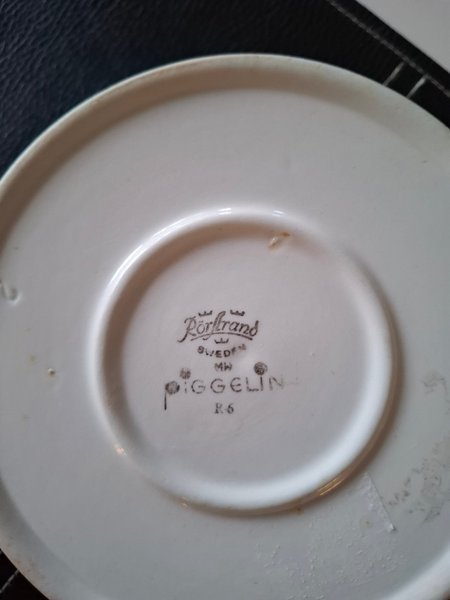 Rörstrand
SWEDEN
MW
PIGGELIN
R6